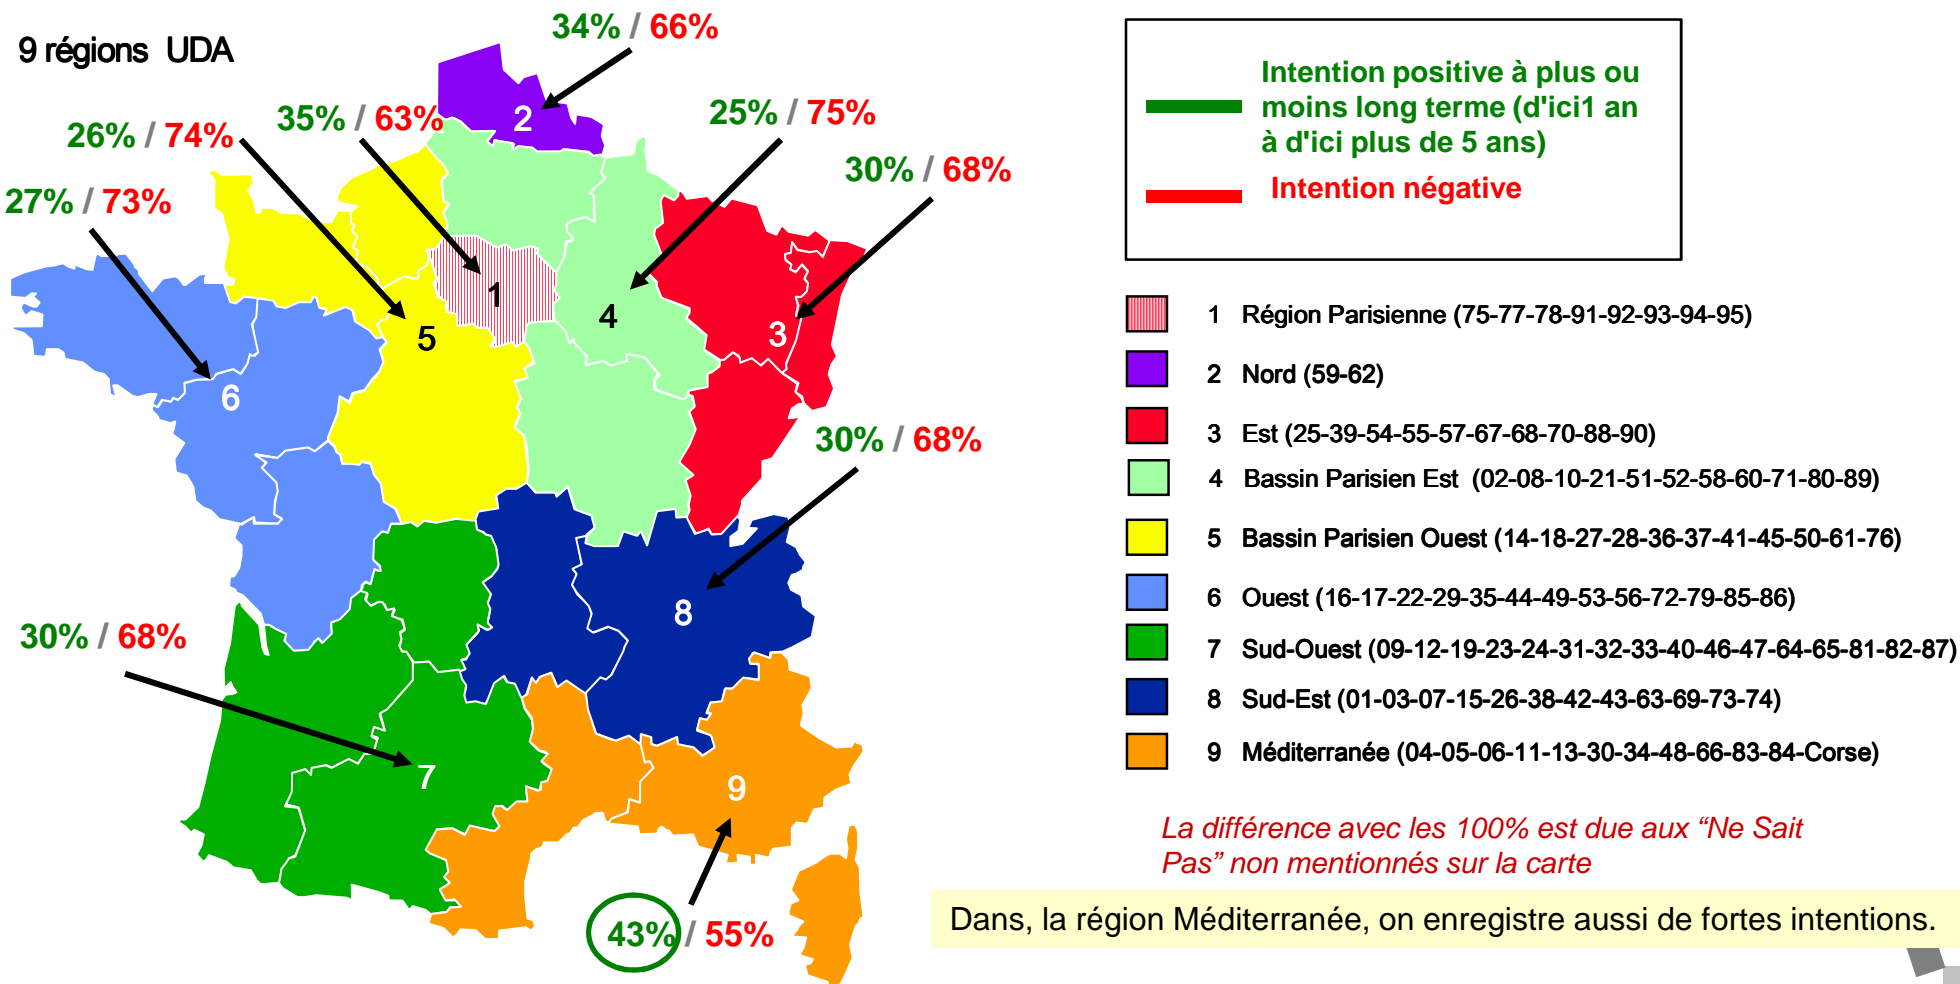 9 régions UDA
34% / 66%
26% / 74%
35% / 63%
25% / 75%
30% / 68%
27% / 73%
30% / 68%
30% / 68%
43% / 55%
2
1
4
3
5
6
8
7
9
Intention positive à plus ou
moins long terme (d'ici1 an
à d'ici plus de 5 ans)
Intention négative
1 Région Parisienne (75-77-78-91-92-93-94-95)
2 Nord (59-62)
3 Est (25-39-54-55-57-67-68-70-88-90)
4 Bassin Parisien Est (02-08-10-21-51-52-58-60-71-80-89)
5 Bassin Parisien Ouest (14-18-27-28-36-37-41-45-50-61-76)
6 Ouest (16-17-22-29-35-44-49-53-56-72-79-85-86)
7 Sud-Ouest (09-12-19-23-24-31-32-33-40-46-47-64-65-81-82-87)
8 Sud-Est (01-03-07-15-26-38-42-43-63-69-73-74)
9 Méditerranée (04-05-06-11-13-30-34-48-66-83-84-Corse)
La différence avec les 100% est due aux “Ne Sait
Pas” non mentionnés sur la carte
Dans, la région Méditerranée, on enregistre aussi de fortes intentions.